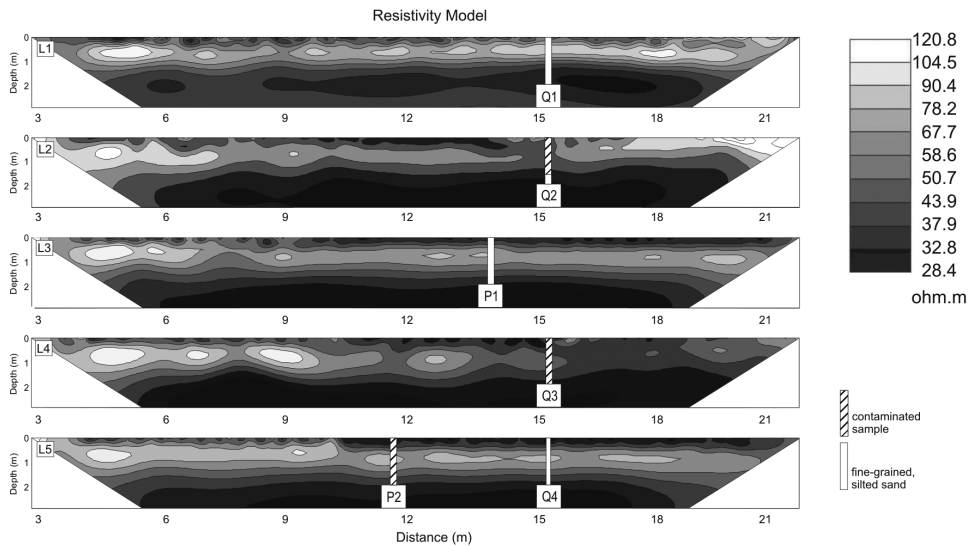 Resistivity Model
L1
Depth (m)
0
1
2
Q1
3 6 9 12 15 18 21
L2
Depth (m)
0
1
2
Q2
3 6 9 12 15 18 21
L3
Depth (m)
0
1
2
P1
3 6 9 12 15 18 21
L4
Depth (m)
0
1
2
Q3
3 6 9 12 15 18 21
L5
Depth (m)
0
1
2
P2 Q4
3 6 9 12 15 18 21
Distance (m)
120.8
104.5
90.4
78.2
67.7
58.6
50.7
43.9
37.9
32.8
28.4
ohm.m
contaminated
sample
fine-grained,
silted sand